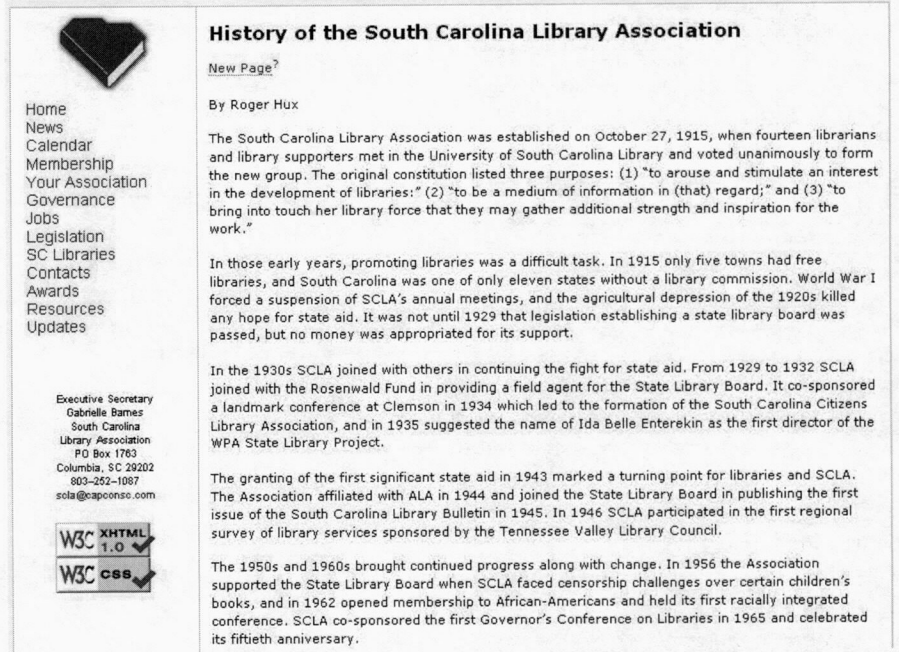 History of the South Carolina Library Association
New Page?
By Roger Hux
The South Carolina Library Association was established on October 27, 1915, when fourteen librarians
and library supporters met in the University of South Carolina Library and voted unanimously to form
the new group. The original constitution listed three purposes: (1) “to arouse and stimulate an interest
in the development of libraries:” (2) “to be a medium of information in (that) regard;” and (3) “to
bring into touch her library force that they may gather additional strength and inspiration for the
work.”
In those early years, promoting libraries was a difficult task. In 1915 only five towns had free
libraries, and South Carolina was one of only eleven states without a library commission. World War I
forced a suspension of SCLA’s annual meetings, and the agricultural depression of the 1920s killed
any hope for state aid. It was not until 1929 that legislation establishing a state library board was
passed, but no money was appropriated for its support.
In the 1930s SCLA joined with others in continuing the fight for state aid. From 1929 to 1932 SCLA
joined with the Rosenwald Fund in providing a field agent for the State Library Board. It co-sponsored
a landmark conference at Clemson in 1934 which led to the formation of the South Carolina Citizens
Library Association, and in 1935 suggested the name of Ida Belle Enterekin as the first director of the
WPA State Library Project.
The granting of the first significant state aid in 1943 marked a turning point for libraries and SCLA.
The Association affiliated with ALA in 1944 and joined the State Library Board in publishing the first
issue of the South Carolina Library Bulletin in 1945. In 1946 SCLA participated in the first regional
survey of library services sponsored by the Tennessee Valley Library Council.
The 1950s and 1960s brought continued progress along with change. In 1956 the Association
supported the State Library Board when SCLA faced censorship challenges over certain children’s
books, and in 1962 opened membership to African-Americans and held its first racially integrated
conference. SCLA co-sponsored the first Governor’s Conference on Libraries in 1965 and celebrated
its fiftieth anniversary.
Home
News
Calendar
Membership
Your Association
Governance
Jobs
Legislation
SC Libraries
Contacts
Awards
Resources
Updates
Executive Secretary
Gabrielle Barnes
South Carolina
Library Association
PO Box 1763
Columbia, SC 29202
803-252-1087
scla@capconsc.com
W3C XHTML 1.0
W3C css